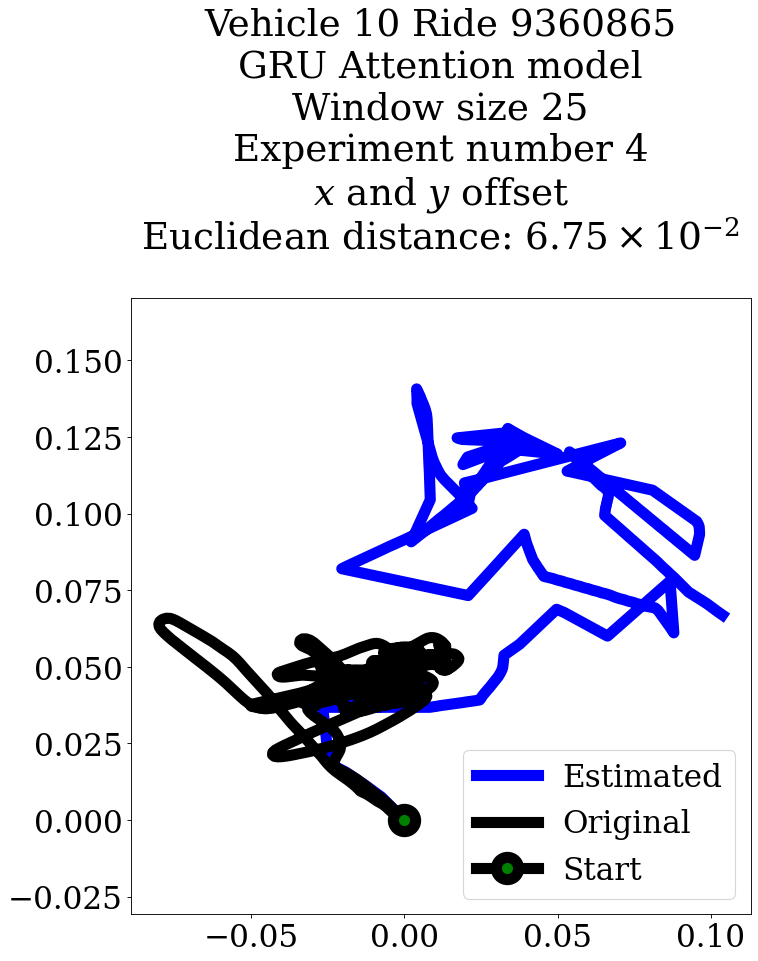 Vehicle 10 Ride 9360865
GRU Attention model
Window size 25
Experiment number 4
x and y offset
Euclidean distance: 6.75 × 10⁻²
0.150
0.125
0.100
0.075
0.050
0.025
0.000
−0.025
Estimated
Original
Start
−0.05 0.00 0.05 0.10